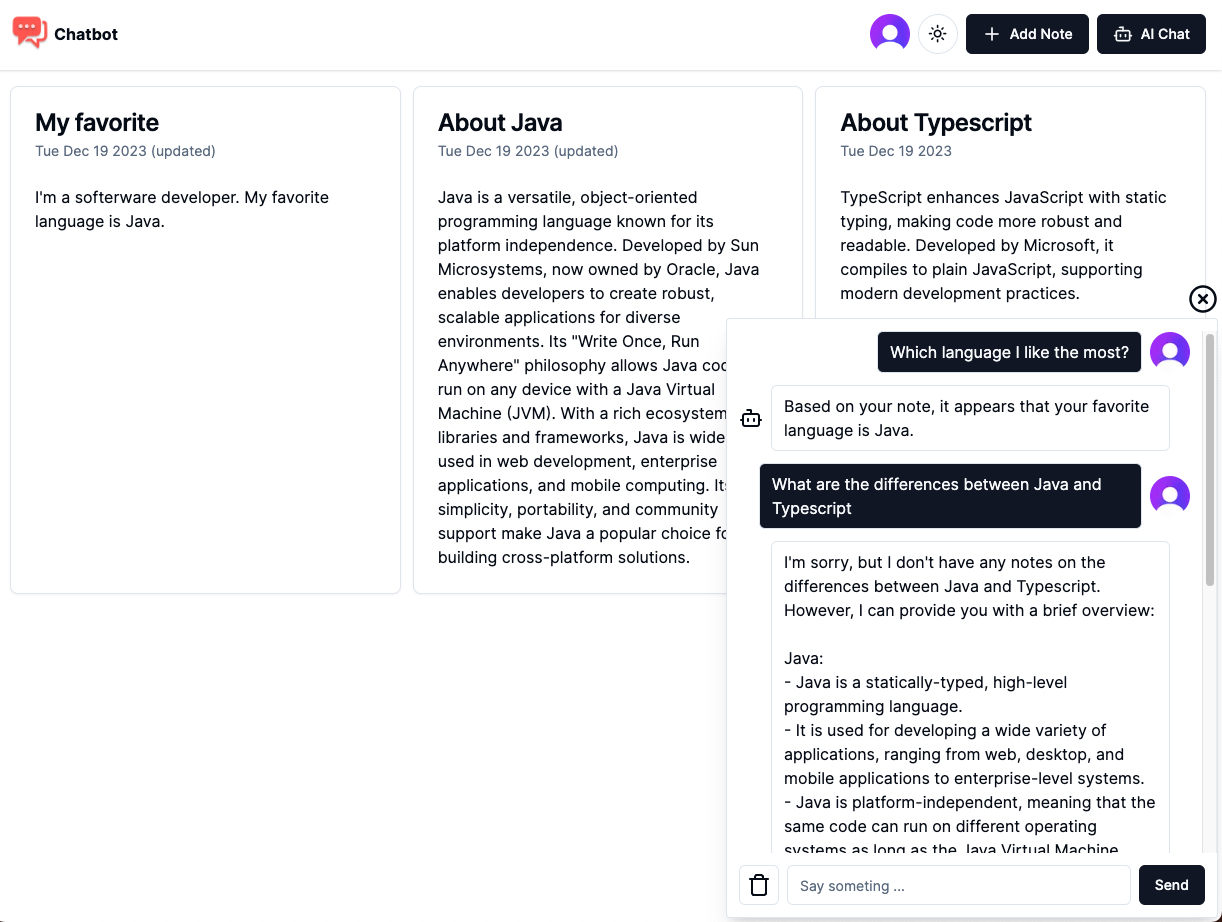 Chatbot
Add Note
AI Chat
My favorite
Tue Dec 19 2023 (updated)
I'm a softerware developer. My favorite
language is Java.
About Java
Tue Dec 19 2023 (updated)
Java is a versatile, object-oriented
programming language known for its
platform independence. Developed by Sun
Microsystems, now owned by Oracle, Java
enables developers to create robust,
scalable applications for diverse
environments. Its "Write Once, Run
Anywhere" philosophy allows Java
run on any device with a Java Virtual
Machine (JVM). With a rich ecosystem
libraries and frameworks, Java is
used in web development, enterprise
applications, and mobile computing.
simplicity, portability, and community
support make Java a popular choice
building cross-platform solutions.
About Typescript
Tue Dec 19 2023
TypeScript enhances JavaScript with static
typing, making code more robust and
readable. Developed by Microsoft, it
compiles to plain JavaScript, supporting
modern development practices.
Which language I like the most?
Based on your note, it appears that your favorite
language is Java.
What are the differences between Java and
Typescript
I'm sorry, but I don't have any notes on the
differences between Java and Typescript.
However, I can provide you with a brief overview:
Java:
- Java is a statically-typed, high-level
programming language.
- It is used for developing a wide variety of
applications, ranging from web, desktop, and
mobile applications to enterprise-level systems.
- Java is platform-independent, meaning that the
same code can run on different operating
systems as long as the Java Virtual Machine
Say someting ...
Send